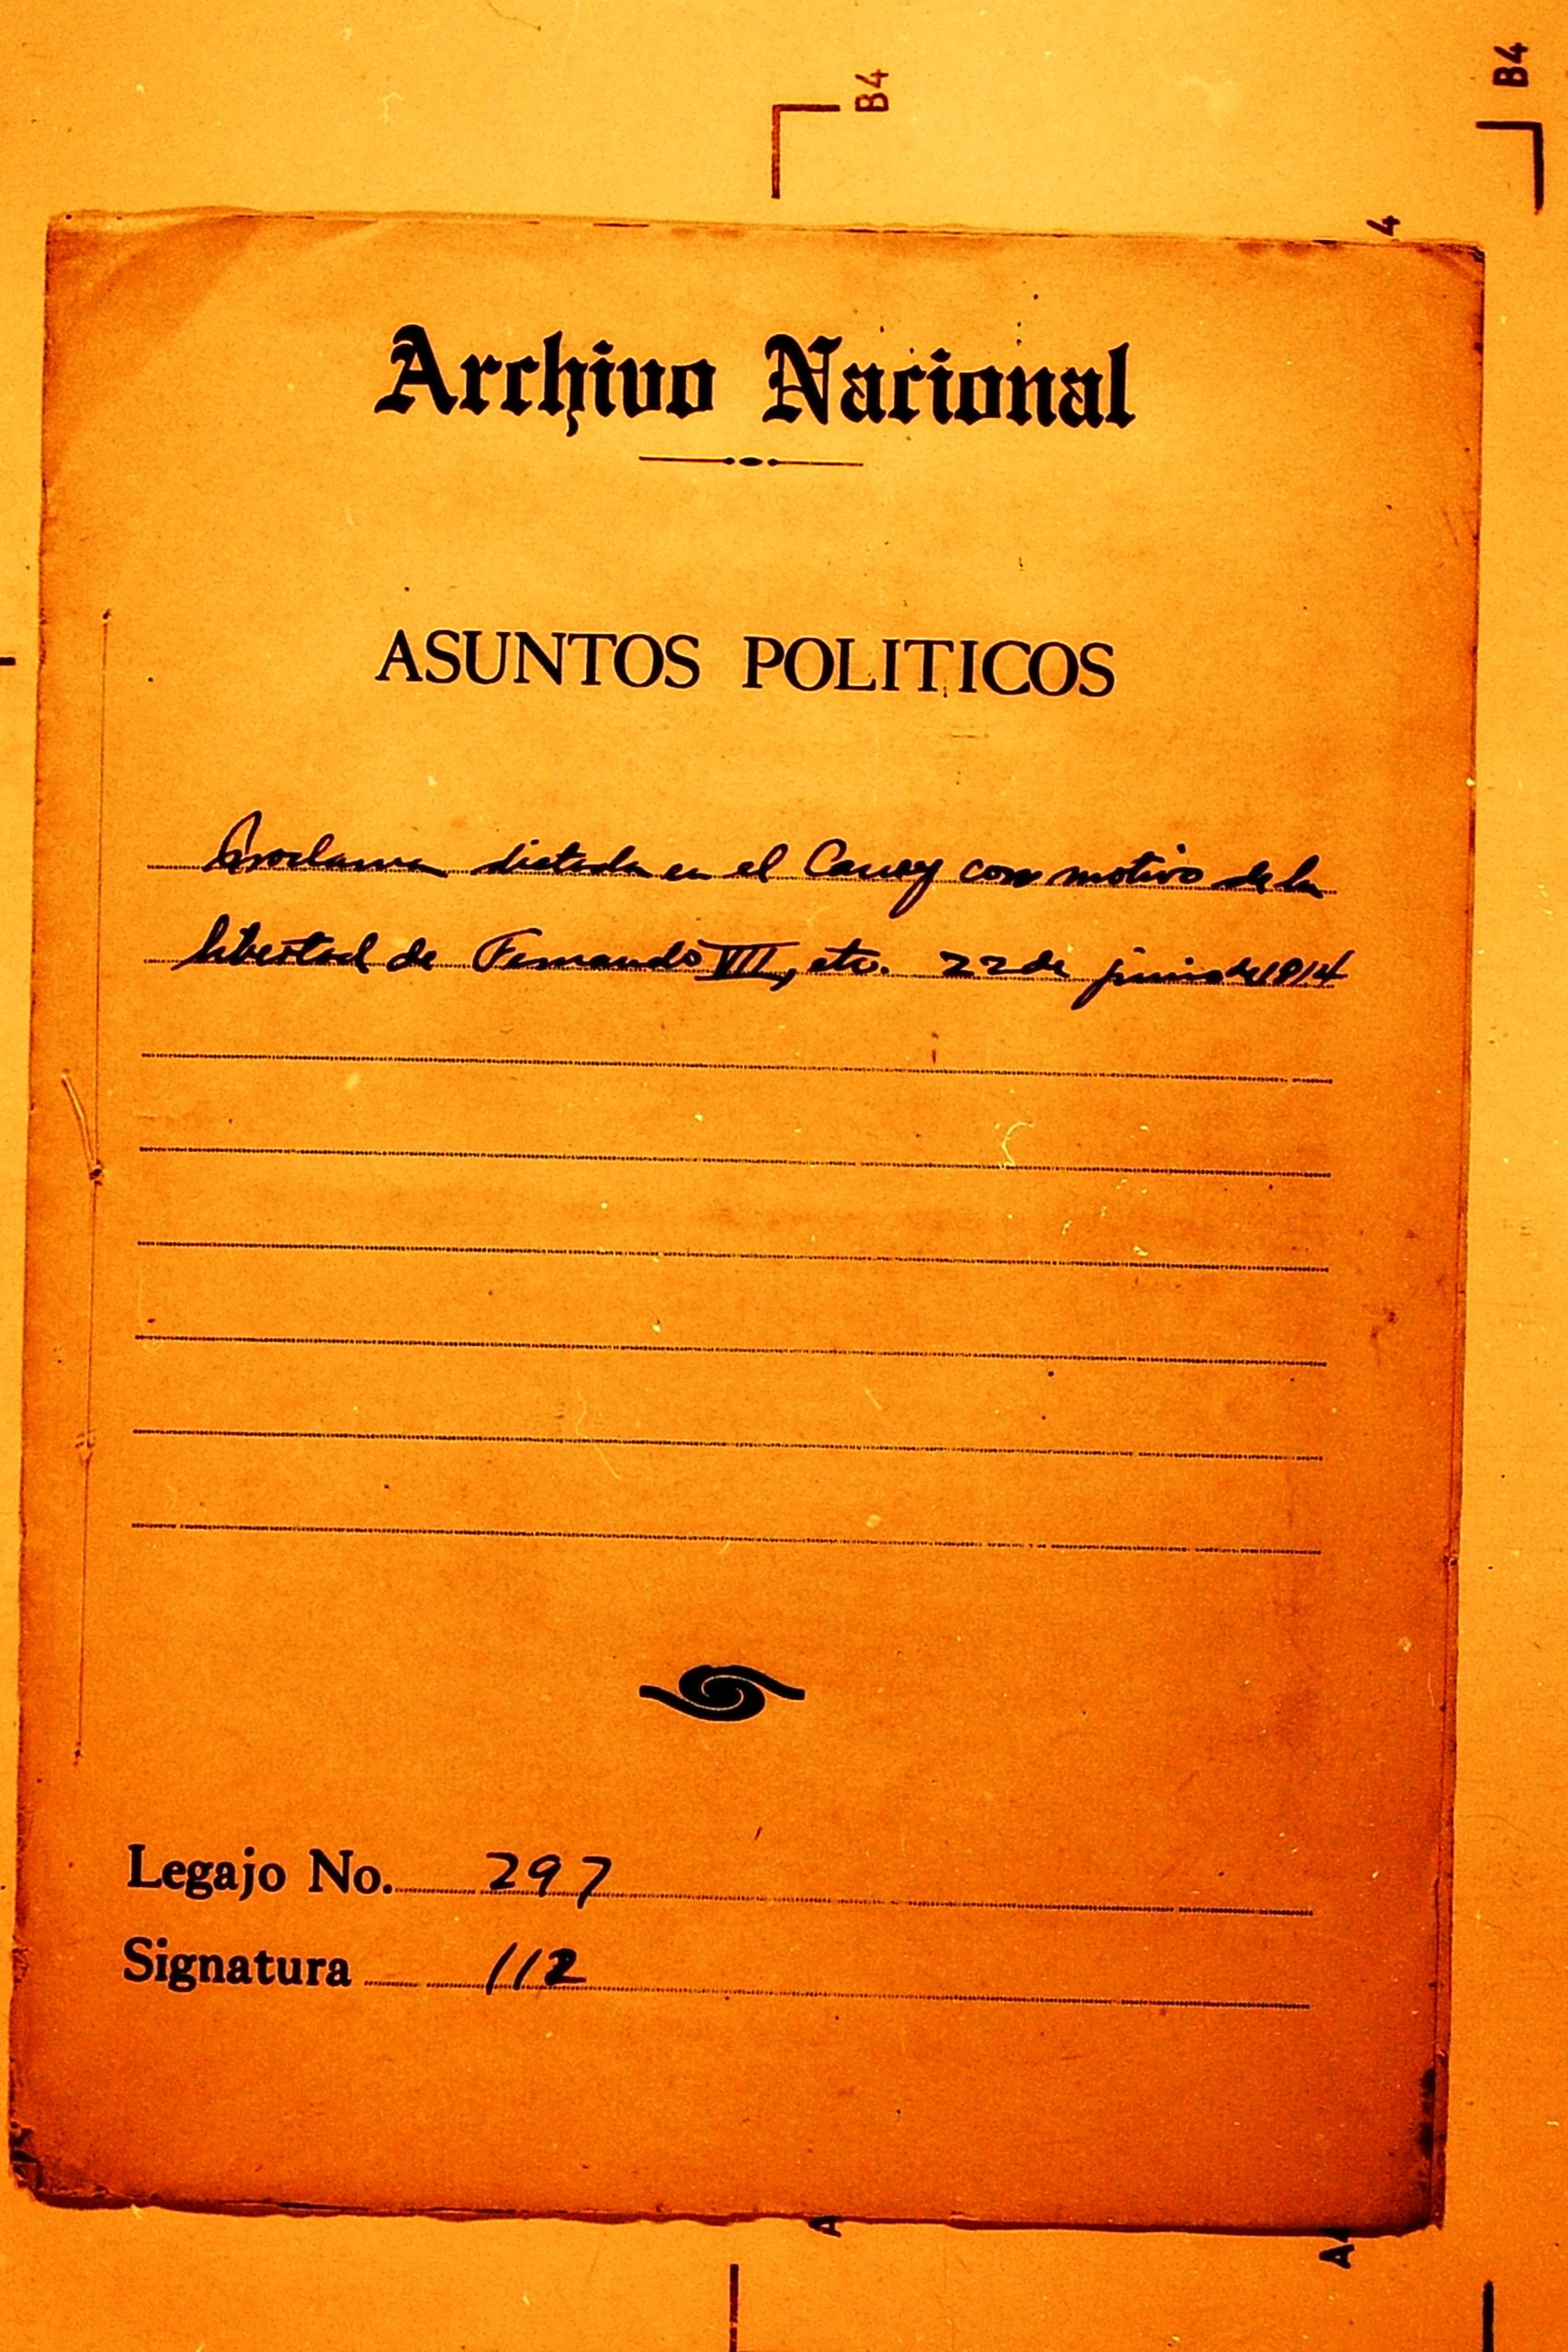 B4
B4
4
Archivo Nacional
ASUNTOS POLITICOS
Proclama dictada en el Caney con motivo de la
libertad de Fernando VII, etc. 22 de junio de 1814
Legajo No. 297
Signatura 112
A
A